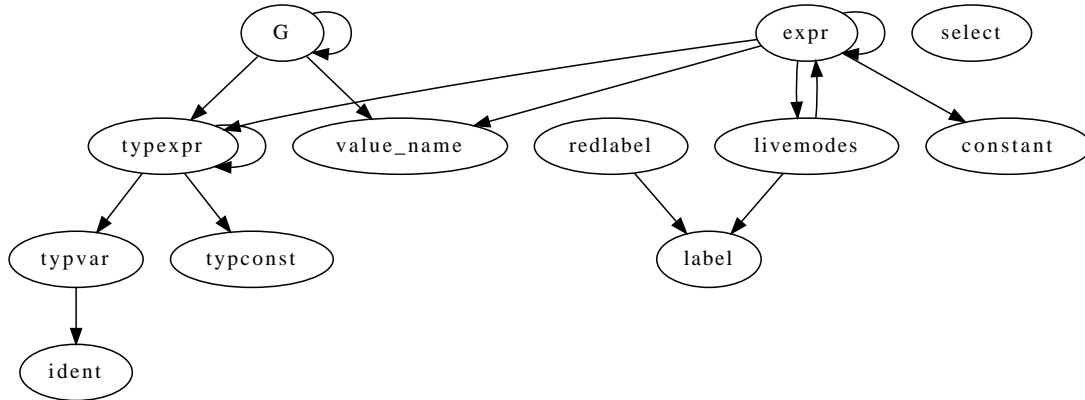 G
expr
select
typexpr
value_name
redlabel
livemodes
constant
typvar
typconst
label
ident